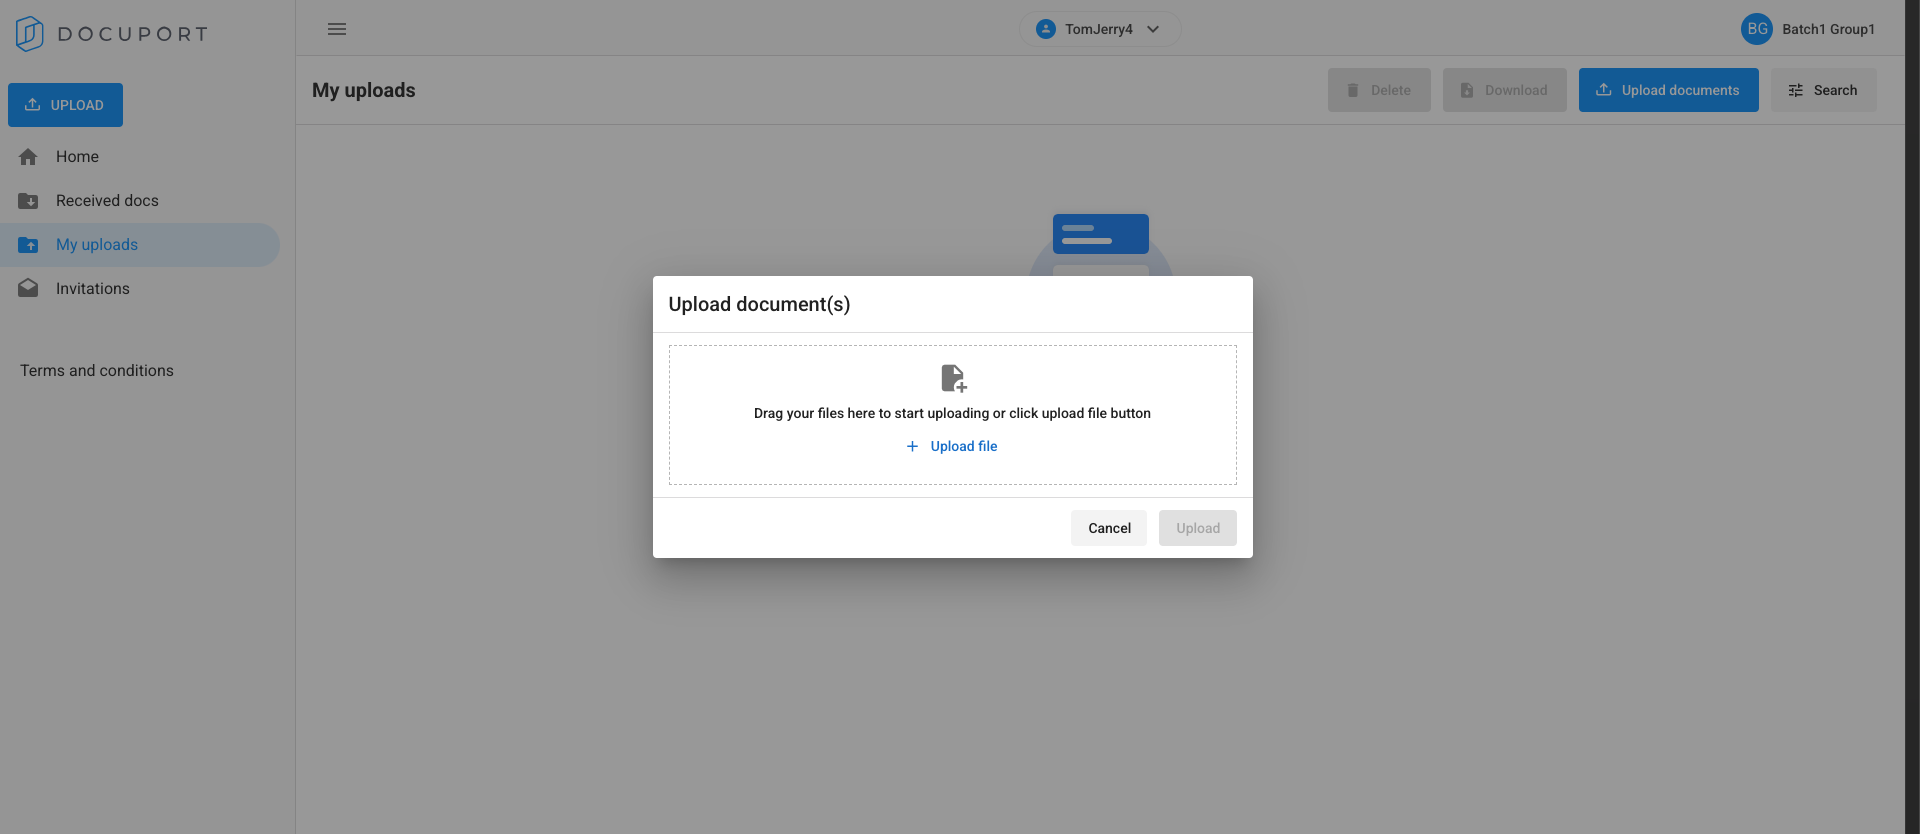 DOCUPORT
TomJerry4
BG Batch1 Group1
UPLOAD
My uploads
Delete
Download
Upload documents
Search
Home
Received docs
My uploads
Invitations
Terms and conditions
Upload document(s)
Drag your files here to start uploading or click upload file button
Upload file
Cancel
Upload